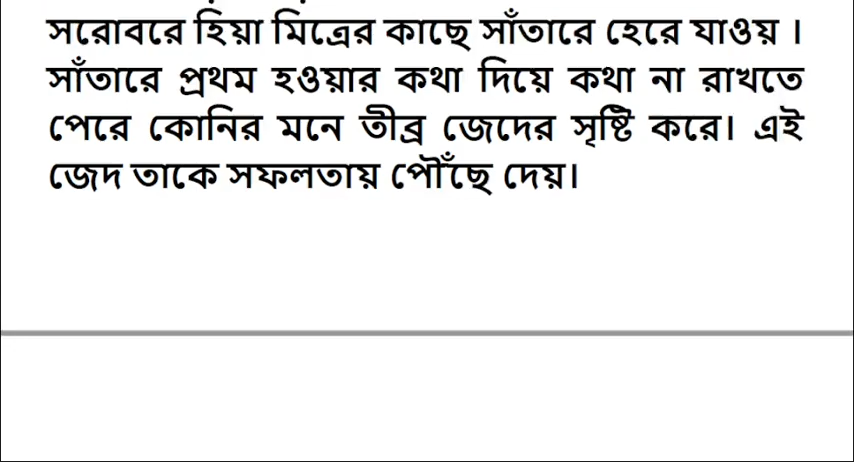 সরোবরে হিয়া মিত্রের কাছে সাঁতারে হেরে যাওয় ।
সাঁতারে প্রথম হওয়ার কথা দিয়ে কথা না রাখতে
পেরে কোনির মনে তীব্র জেদের সৃষ্টি করে। এই
জেদ তাকে সফলতায় পৌঁছে দেয়।